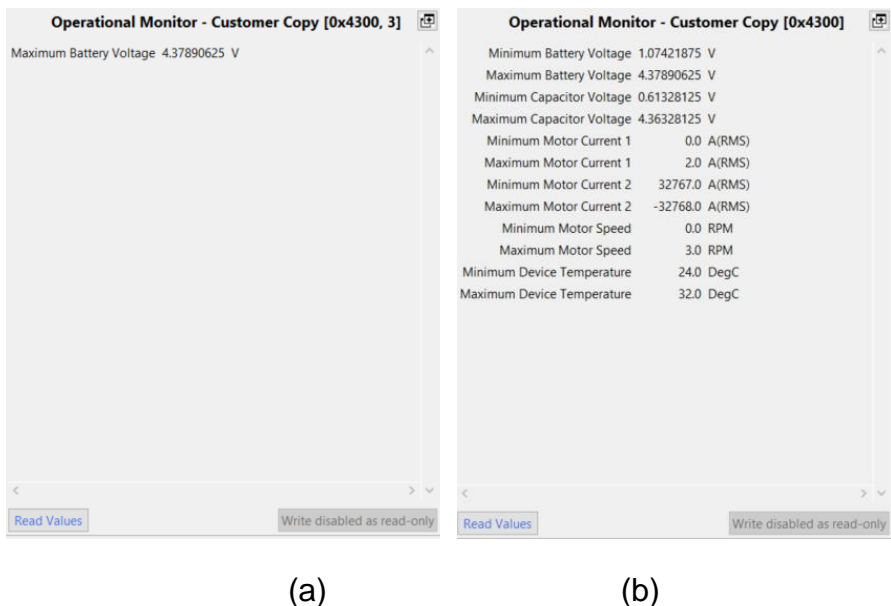 Operational Monitor - Customer Copy [0x4300, 3]
Maximum Battery Voltage 4.37890625 V
Read Values
Write disabled as read-only
(a)
Operational Monitor - Customer Copy [0x4300]
Minimum Battery Voltage 1.07421875 V
Maximum Battery Voltage 4.37890625 V
Minimum Capacitor Voltage 0.61328125 V
Maximum Capacitor Voltage 4.36328125 V
Minimum Motor Current 1 0.0 A(RMS)
Maximum Motor Current 1 2.0 A(RMS)
Minimum Motor Current 2 32767.0 A(RMS)
Maximum Motor Current 2 -32768.0 A(RMS)
Minimum Motor Speed 0.0 RPM
Maximum Motor Speed 3.0 RPM
Minimum Device Temperature 24.0 DegC
Maximum Device Temperature 32.0 DegC
Read Values
Write disabled as read-only
(b)